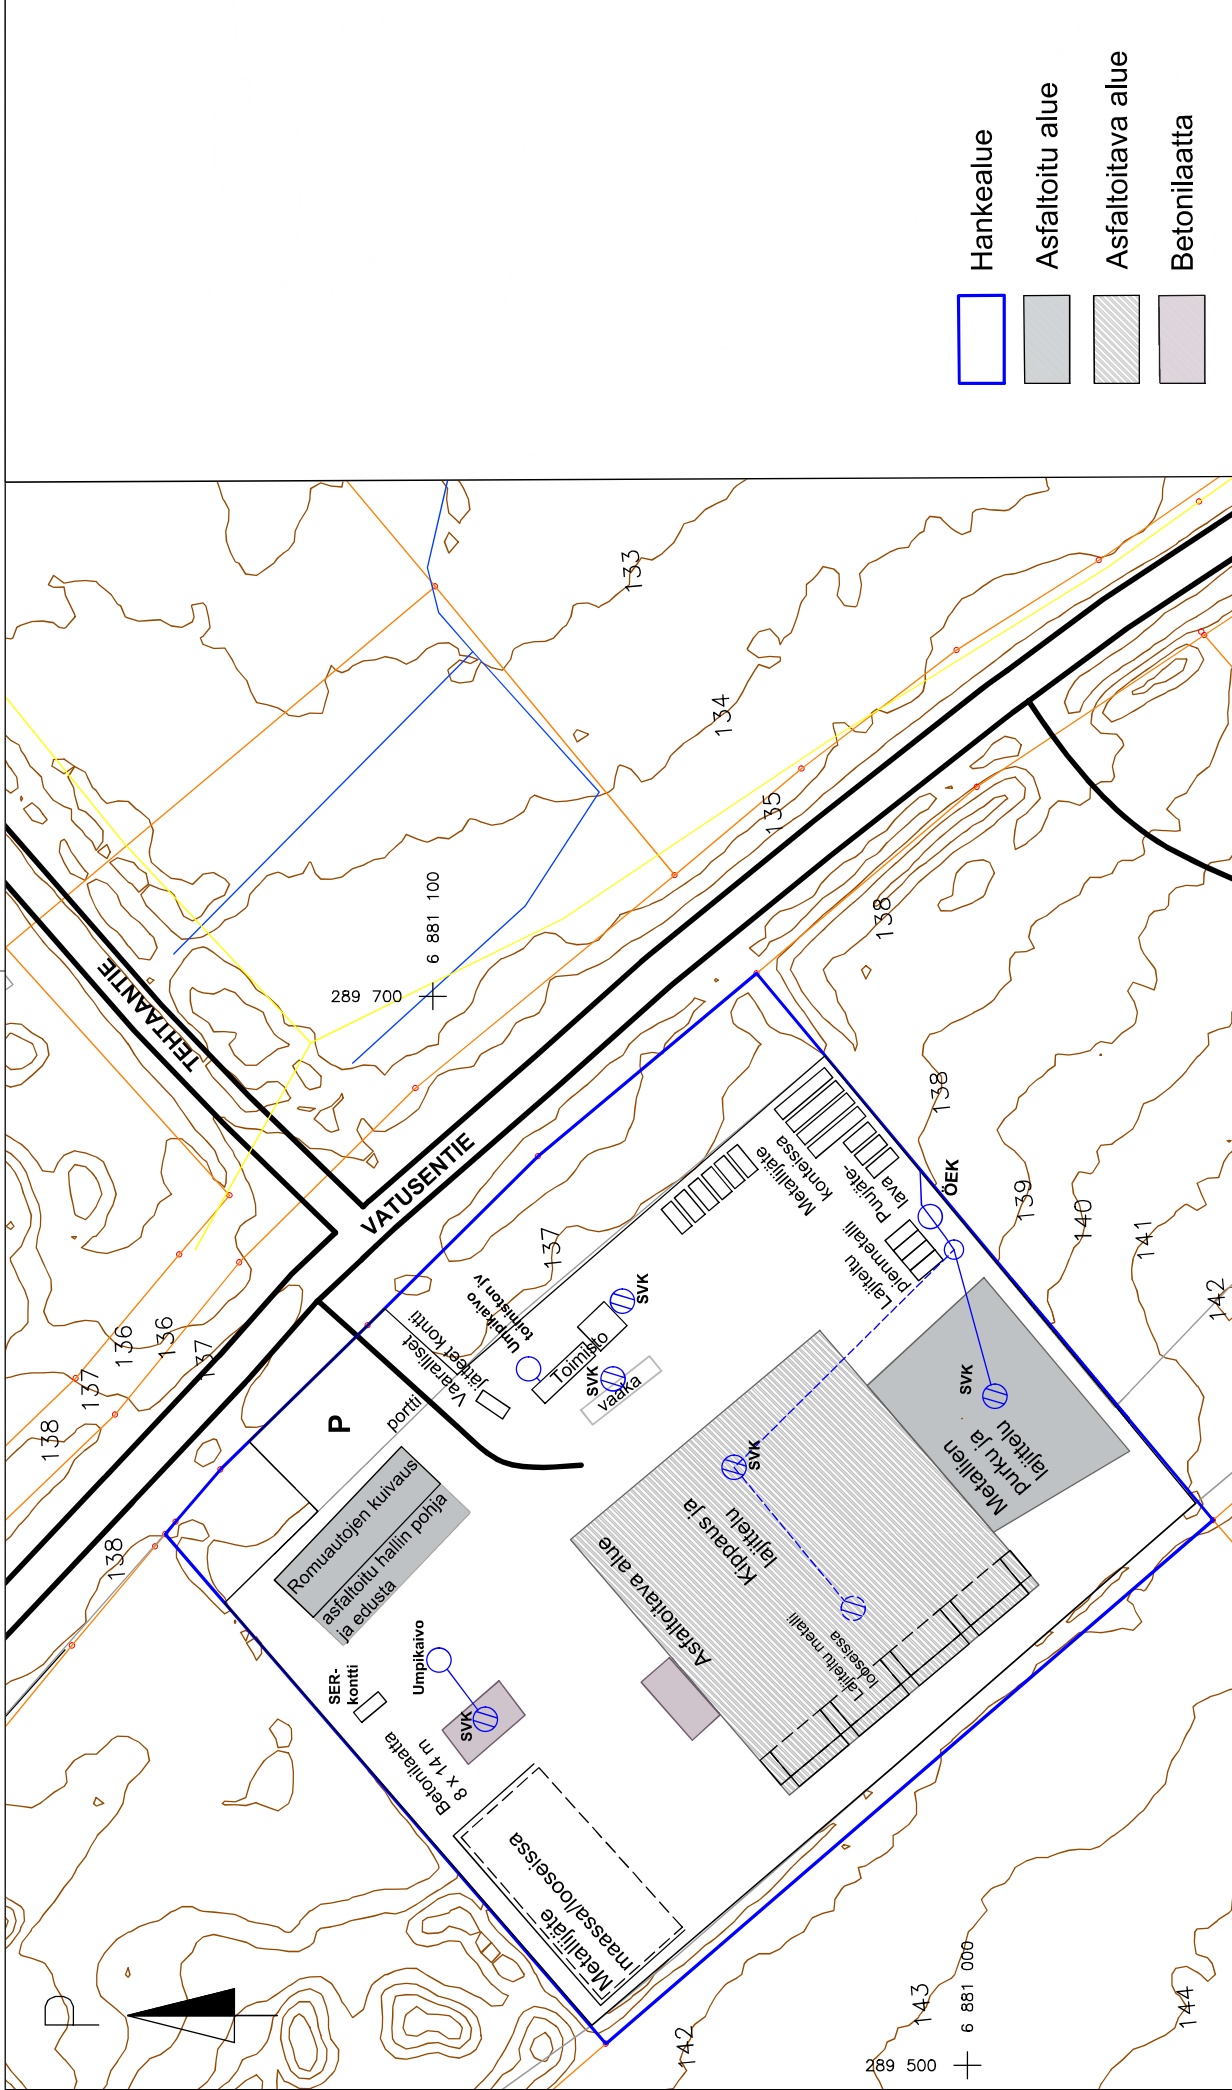 P
TEHTAANTIE
VATUSENTIE
133
134
135
138
138
139
140
141
142
143
144
142
137
136
136
137
137
138
138
289 700
6 881 100
289 500
6 881 000
P
portti
Vaaralliset
jätteet kontti
Umpikaivo
toimiston jv
Toimisto
SVK
SVK
vaaka
Romuautojen kuivaus
asfaltoitu hallin pohja
ja edusta
SER-
kontti
Umpikaivo
SVK
Betonilaatta
8 x 14 m
Metallijäte
maassa/looseissa
Asfaltoitava alue
Kippaus ja
lajittelu
SVK
Lajiteltu metalli
looseissa
Metallien
purku ja
lajittelu
SVK
ÖEK
Lajiteltu
pienmetalli
Puujäte-
lava
Metallijäte
konteissa
Hankealue
Asfaltoitu alue
Asfaltoitava alue
Betonilaatta